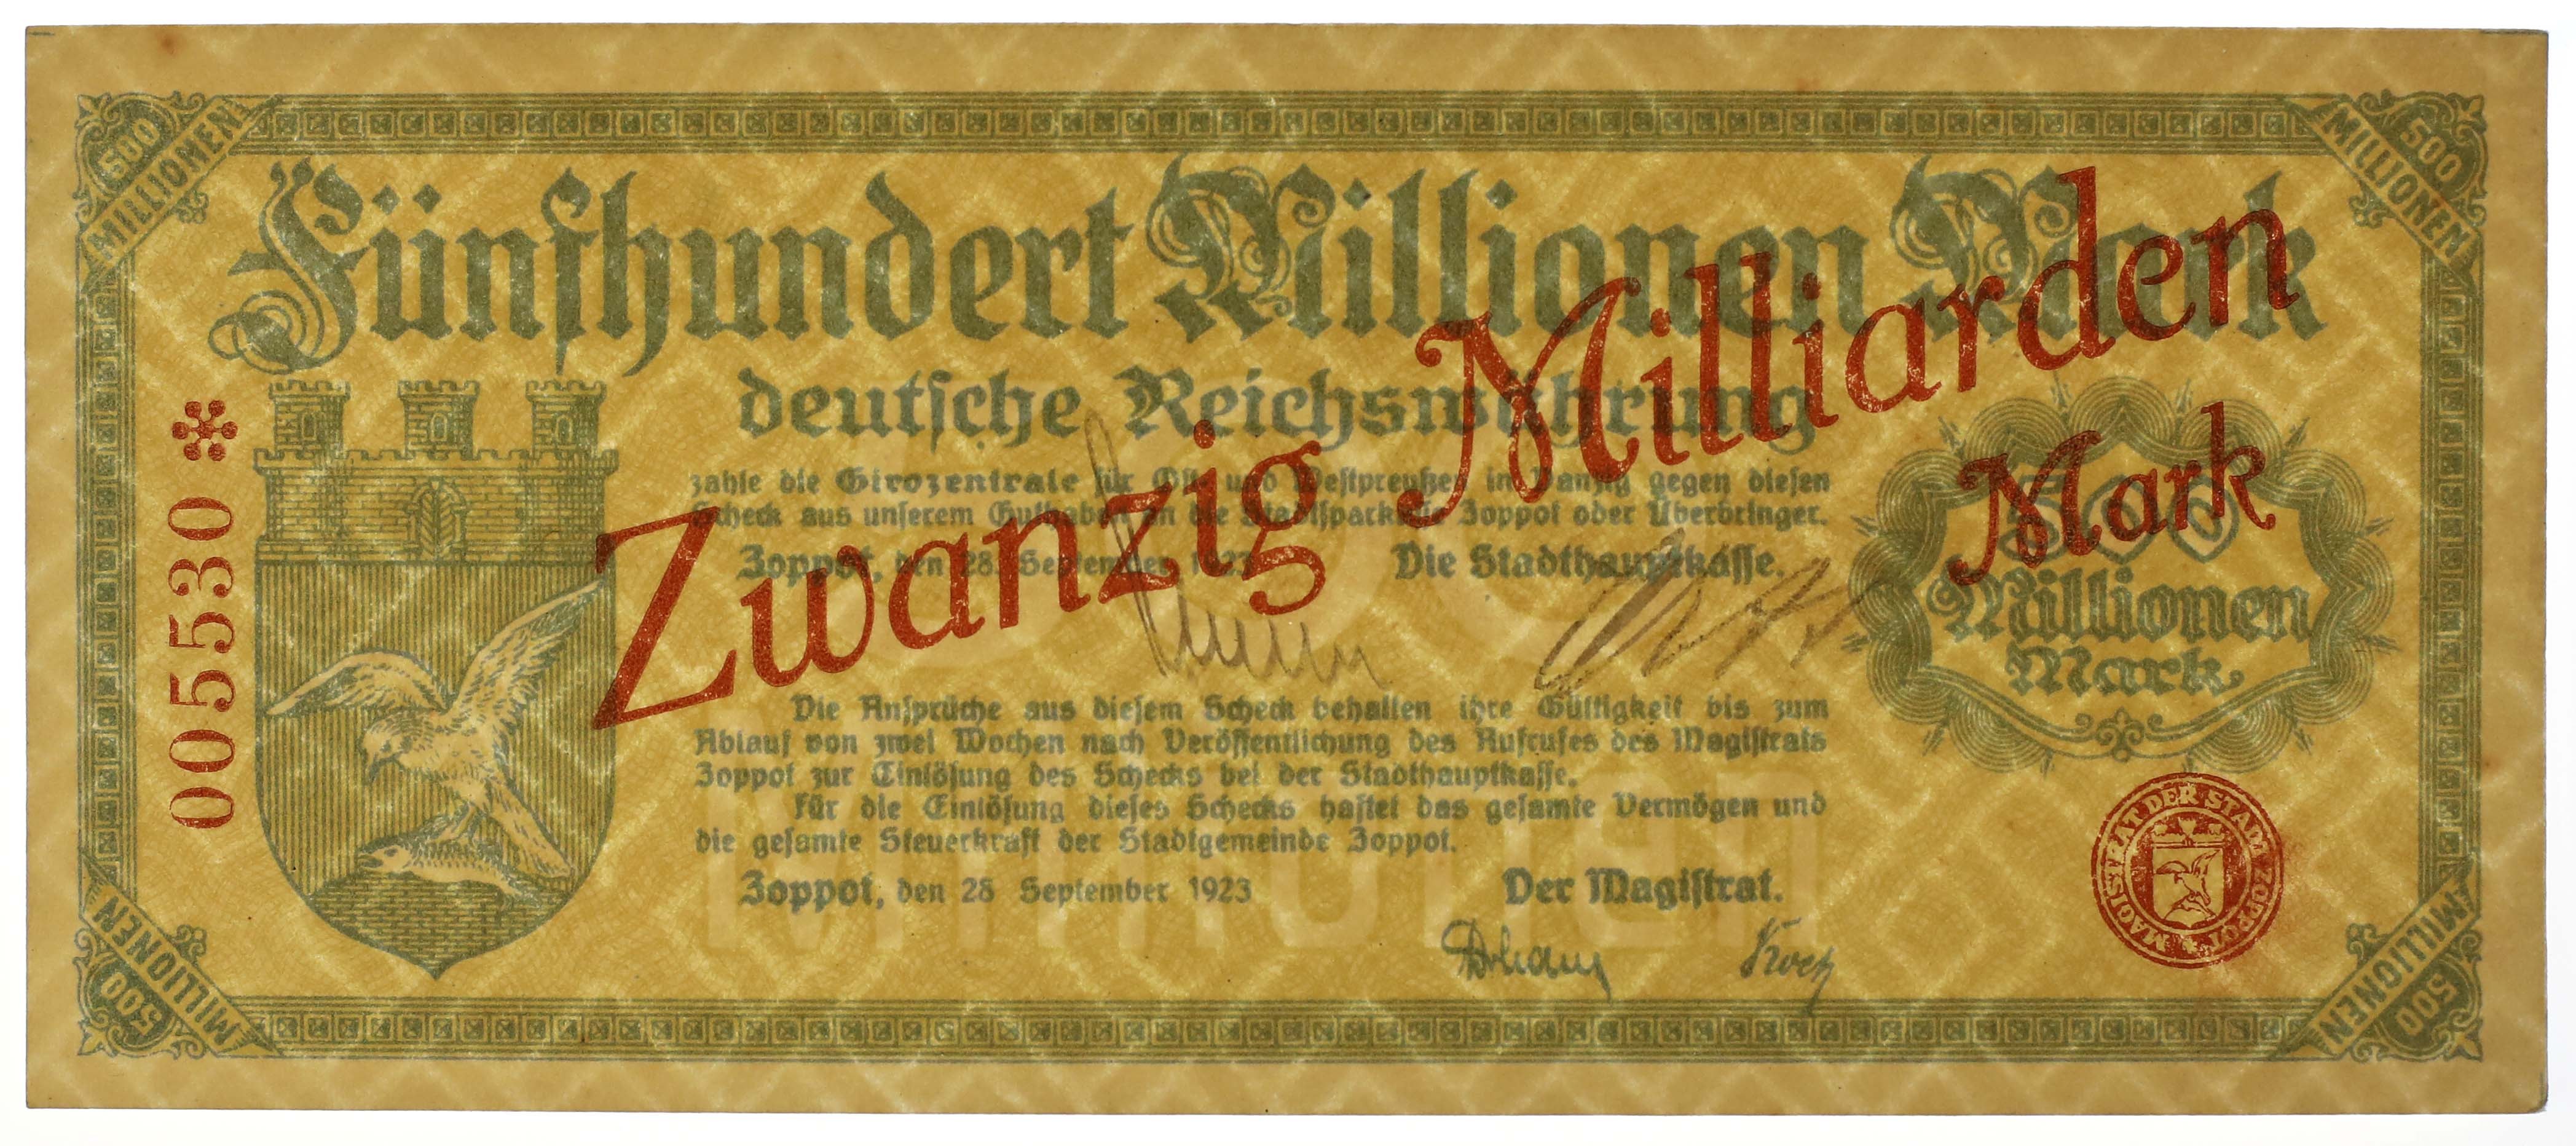 500
MILLIONEN
500
MILLIONEN
Fünfhundert Millionen Mark
deutsche Reichswährung
Zwanzig Milliarden
Mark
005530
zahle die Girozentrale für Ost- und Westpreußen in Danzig gegen diesen
Scheck aus unserem Guthaben an die Stadtsparkasse Zoppot oder Überbringer.
Zoppot, den 28. September 1923
Die Stadthauptkasse.
500
Millionen
Mark.
Die Ansprüche aus diesem Scheck behalten ihre Gültigkeit bis zum
Ablauf von zwei Wochen nach Veröffentlichung des Aufrufes des Magistrats
Zoppot zur Einlösung des Schecks bei der Stadthauptkasse.
Für die Einlösung dieses Schecks haftet das gesamte Vermögen und
die gesamte Steuerkraft der Stadtgemeinde Zoppot.
Zoppot, den 28 September 1923
Der Magistrat.
MAGISTRAT DER STADT ZOPPOT
500
Millionen
500
MILLIONEN
500
MILLIONEN